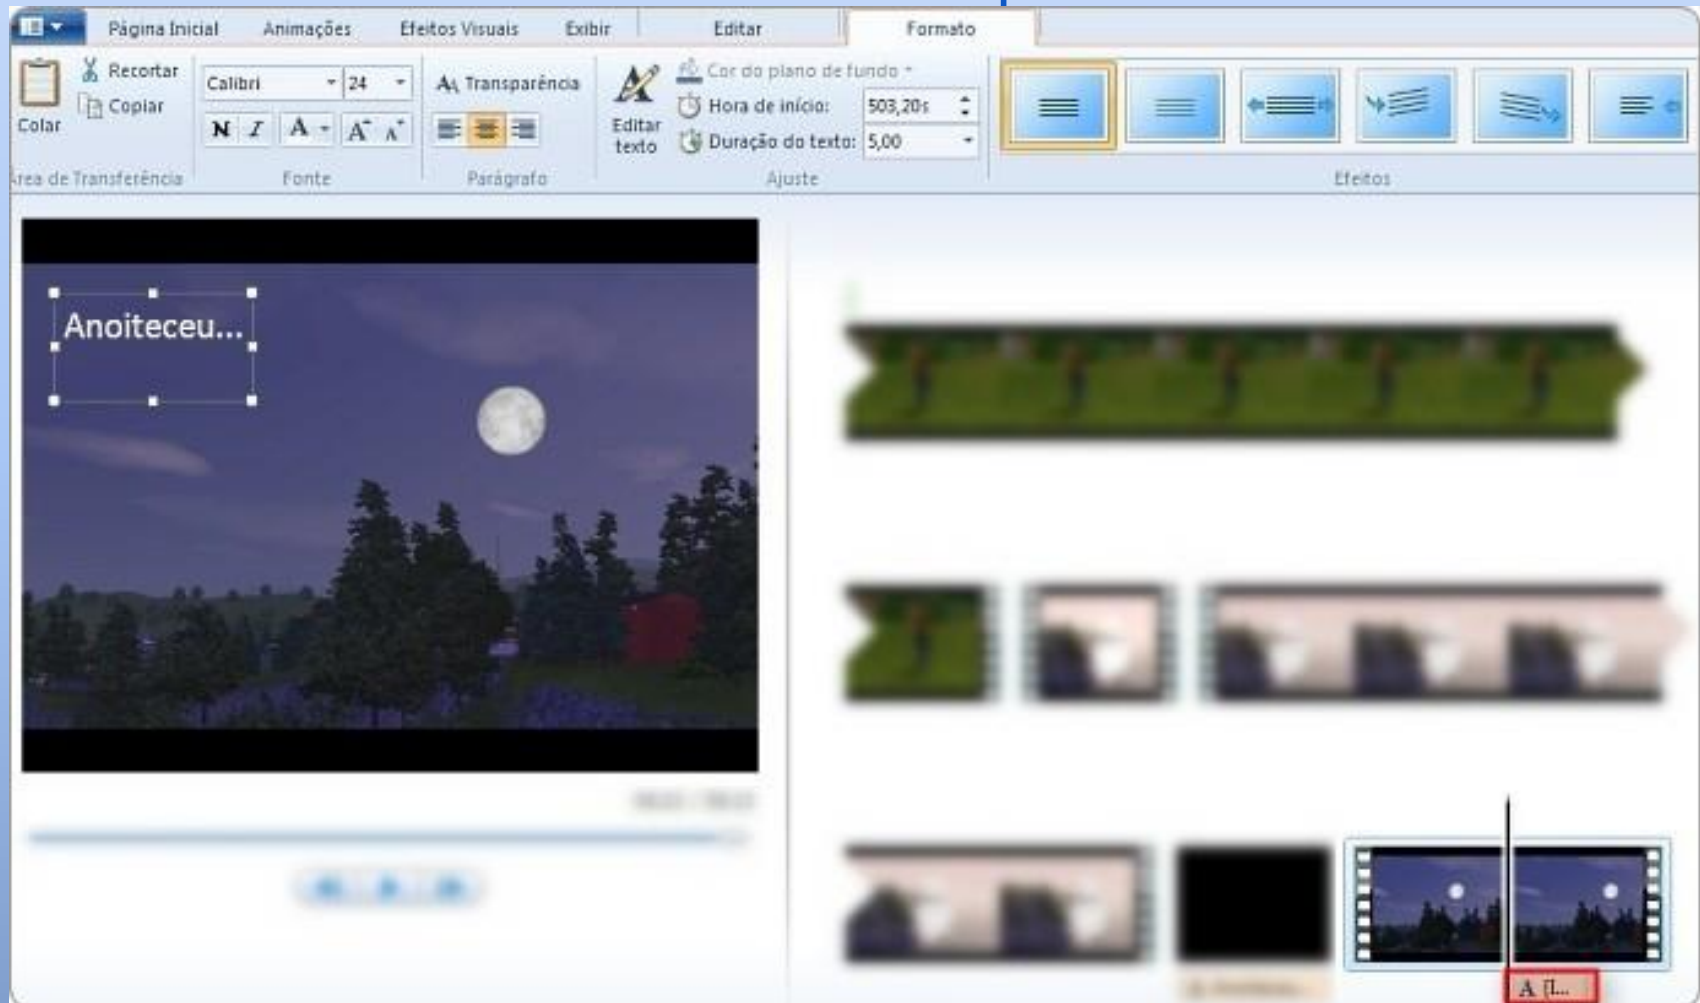 Página Inicial Animações Efeitos Visuais Exibir Editar Formato
Colar
Recortar
Copiar
Área de Transferência
Calibri 24
N I A A A
Fonte
A Transparência
Parágrafo
Editar texto
Cor do plano de fundo
Hora de início: 503,20s
Duração do texto: 5,00
Ajuste
Efeitos
Anoiteceu...